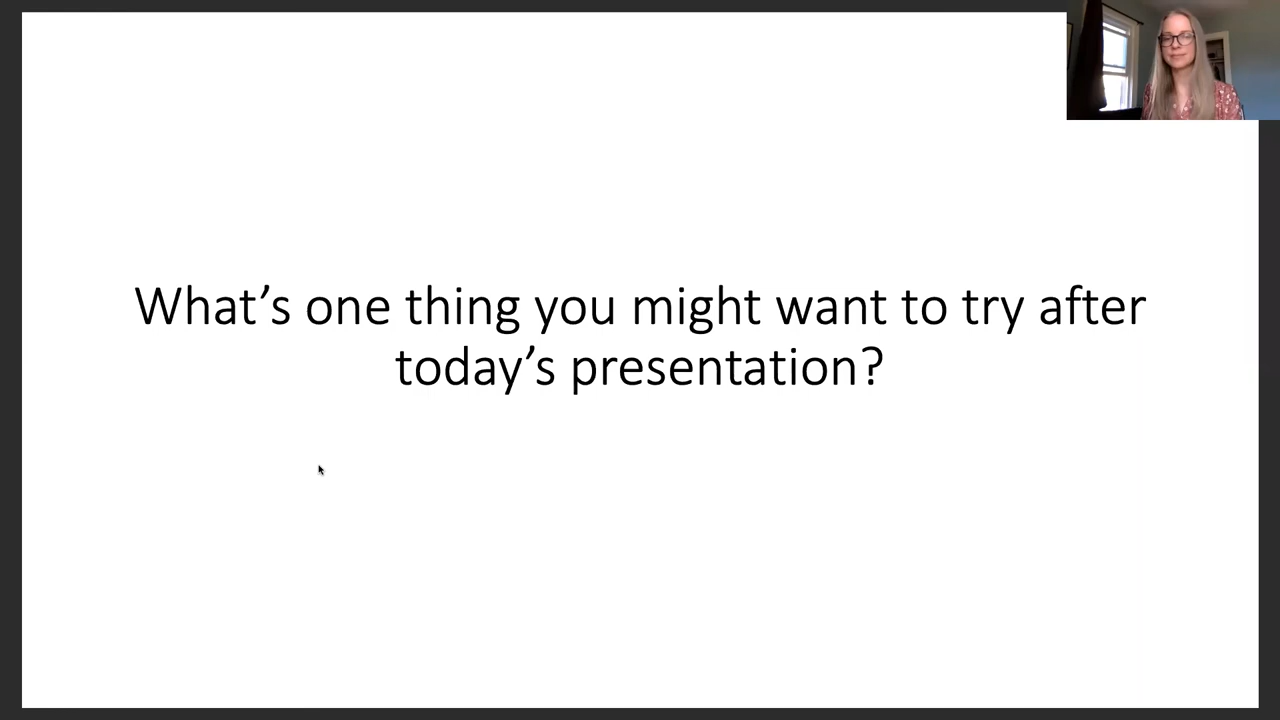 What’s one thing you might want to try after
today’s presentation?